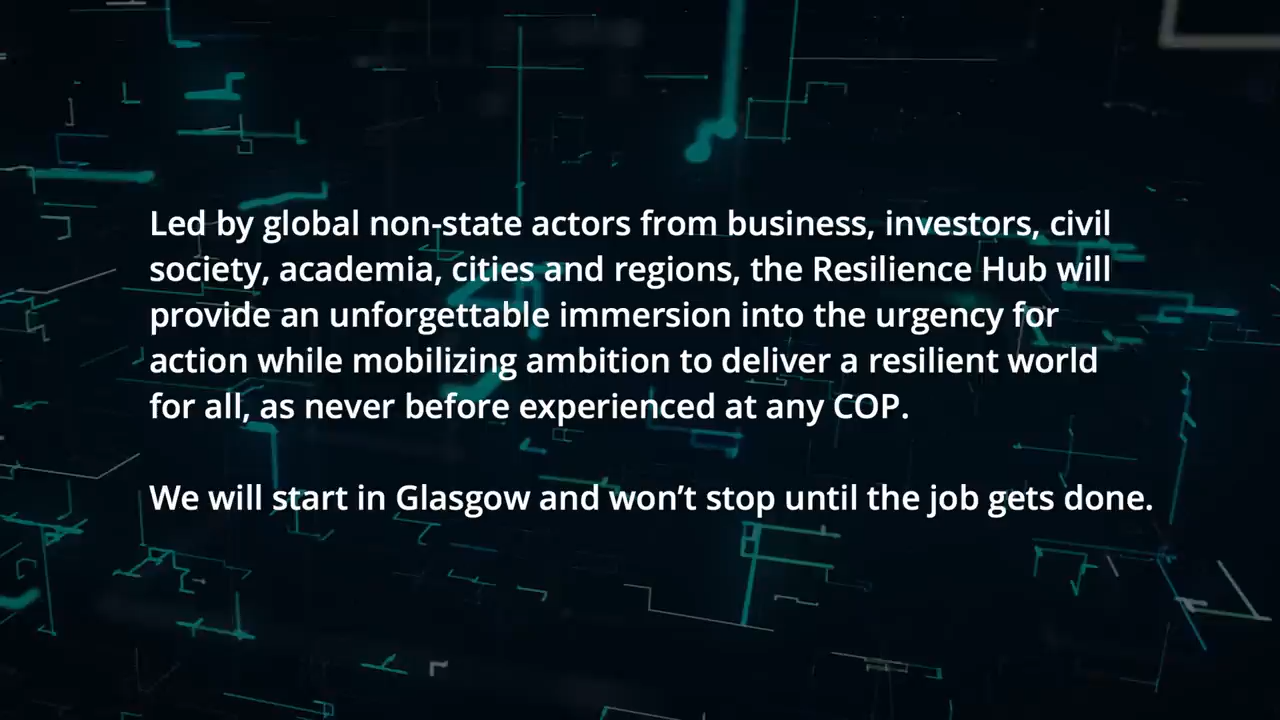 Led by global non-state actors from business, investors, civil
society, academia, cities and regions, the Resilience Hub will
provide an unforgettable immersion into the urgency for
action while mobilizing ambition to deliver a resilient world
for all, as never before experienced at any COP.
We will start in Glasgow and won’t stop until the job gets done.